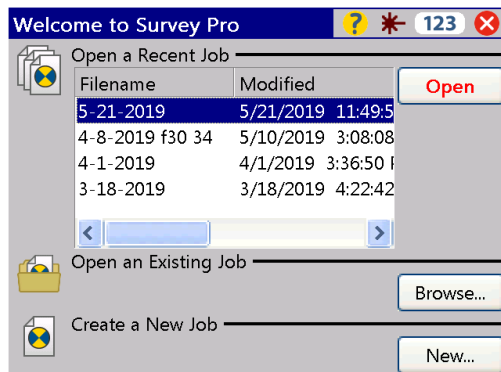 Welcome to Survey Pro ? 123
Open a Recent Job
Filename Modified
Open
5-21-2019 5/21/2019 11:49:5
4-8-2019 f30 34 5/10/2019 3:08:08
4-1-2019 4/1/2019 3:36:50
3-18-2019 3/18/2019 4:22:42
Open an Existing Job
Browse...
Create a New Job
New...